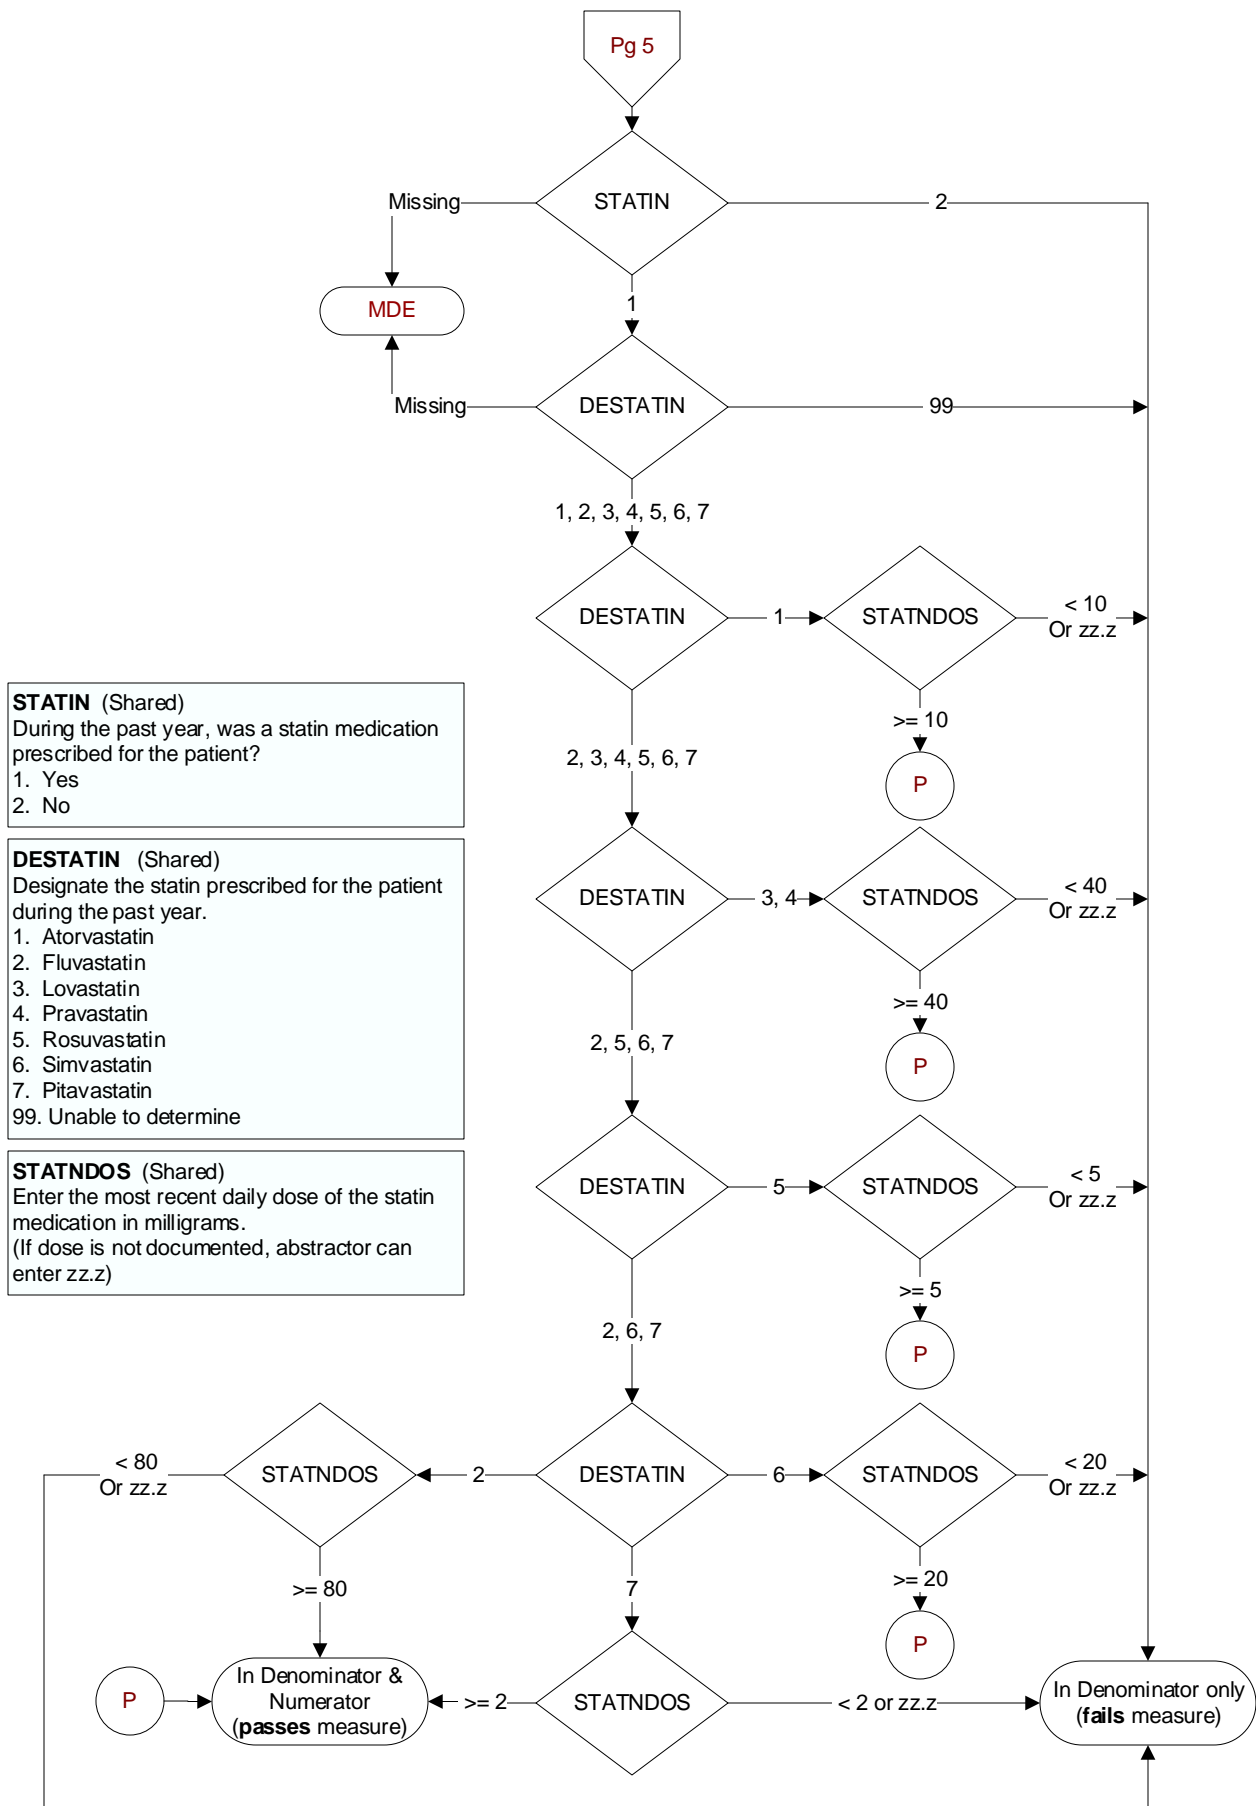 Pg 5
STATIN
Missing
2
MDE
1
DESTATIN
Missing
99
1, 2, 3, 4, 5, 6, 7
DESTATIN
1
STATNDOS
< 10
Or zz.z
>= 10
P
2, 3, 4, 5, 6, 7
STATIN (Shared)
During the past year, was a statin medication
prescribed for the patient?
1. Yes
2. No
DESTATIN (Shared)
Designate the statin prescribed for the patient
during the past year.
1. Atorvastatin
2. Fluvastatin
3. Lovastatin
4. Pravastatin
5. Rosuvastatin
6. Simvastatin
7. Pitavastatin
99. Unable to determine
STATNDOS (Shared)
Enter the most recent daily dose of the statin
medication in milligrams.
(If dose is not documented, abstractor can
enter zz.z)
DESTATIN
3, 4
STATNDOS
< 40
Or zz.z
>= 40
P
2, 5, 6, 7
DESTATIN
5
STATNDOS
< 5
Or zz.z
>= 5
P
2, 6, 7
< 80
Or zz.z
STATNDOS
2
DESTATIN
6
STATNDOS
< 20
Or zz.z
>= 80
7
>= 20
P
P
In Denominator &
Numerator
(passes measure)
>= 2
STATNDOS
< 2 or zz.z
In Denominator only
(fails measure)